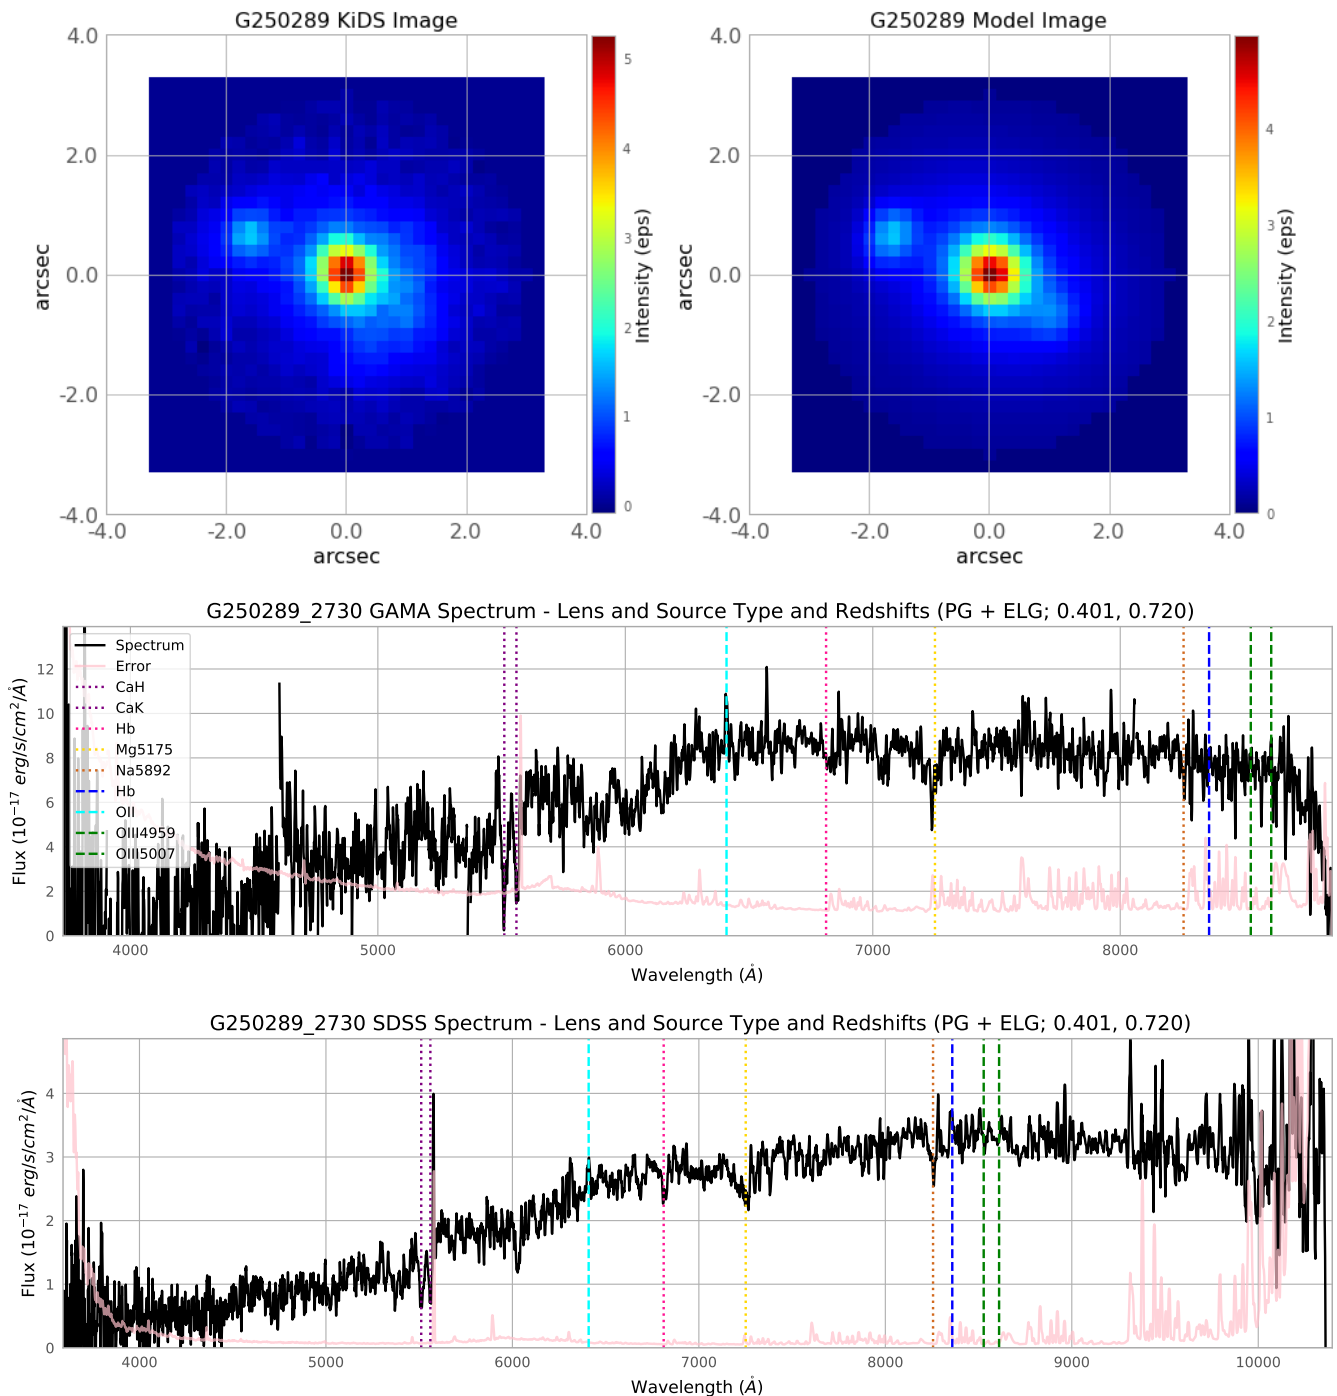 G250289 KiDS Image
4.0
2.0
0.0
-2.0
-4.0
-4.0 -2.0 0.0 2.0 4.0
arcsec
arcsec
5
4
3
2
1
0
Intensity (eps)
G250289 Model Image
4.0
2.0
0.0
-2.0
-4.0
-4.0 -2.0 0.0 2.0 4.0
arcsec
arcsec
4
3
2
1
0
Intensity (eps)
G250289_2730 GAMA Spectrum - Lens and Source Type and Redshifts (PG + ELG; 0.401, 0.720)
Spectrum
Error
CaH
CaK
Hb
Mg5175
Na5892
Hb
OII
OIII4959
OIII5007
12
10
8
6
4
2
0
Flux (10⁻¹⁷ erg/s/cm²/Å)
4000 5000 6000 7000 8000
Wavelength (Å)
G250289_2730 SDSS Spectrum - Lens and Source Type and Redshifts (PG + ELG; 0.401, 0.720)
4
3
2
1
0
Flux (10⁻¹⁷ erg/s/cm²/Å)
4000 5000 6000 7000 8000 9000 10000
Wavelength (Å)